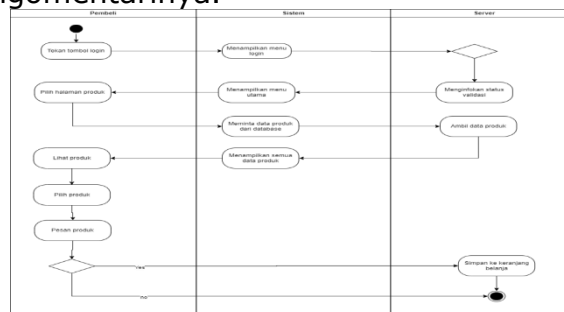 Pembeli
Sistem
Server
Tekan tombol login
Menampilkan menu
login
Pilih halaman produk
Menampilkan menu
utama
Menginfokan status
validasi
Meminta data produk
dari database
Ambil data produk
Lihat produk
Menampilkan semua
data produk
Pilih produk
Pesan produk
Yes
Simpan ke keranjang
belanja
no